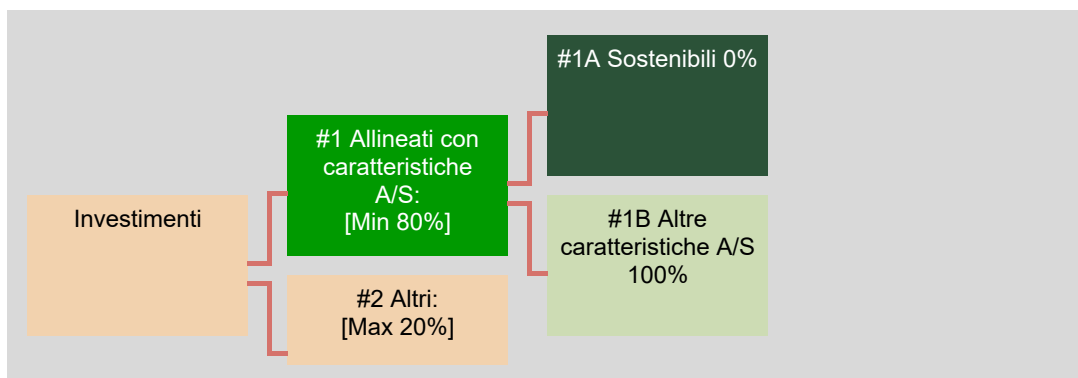 Investimenti
#1 Allineati con
caratteristiche
A/S:
[Min 80%]
#2 Altri:
[Max 20%]
#1A Sostenibili 0%
#1B Altre
caratteristiche A/S
100%